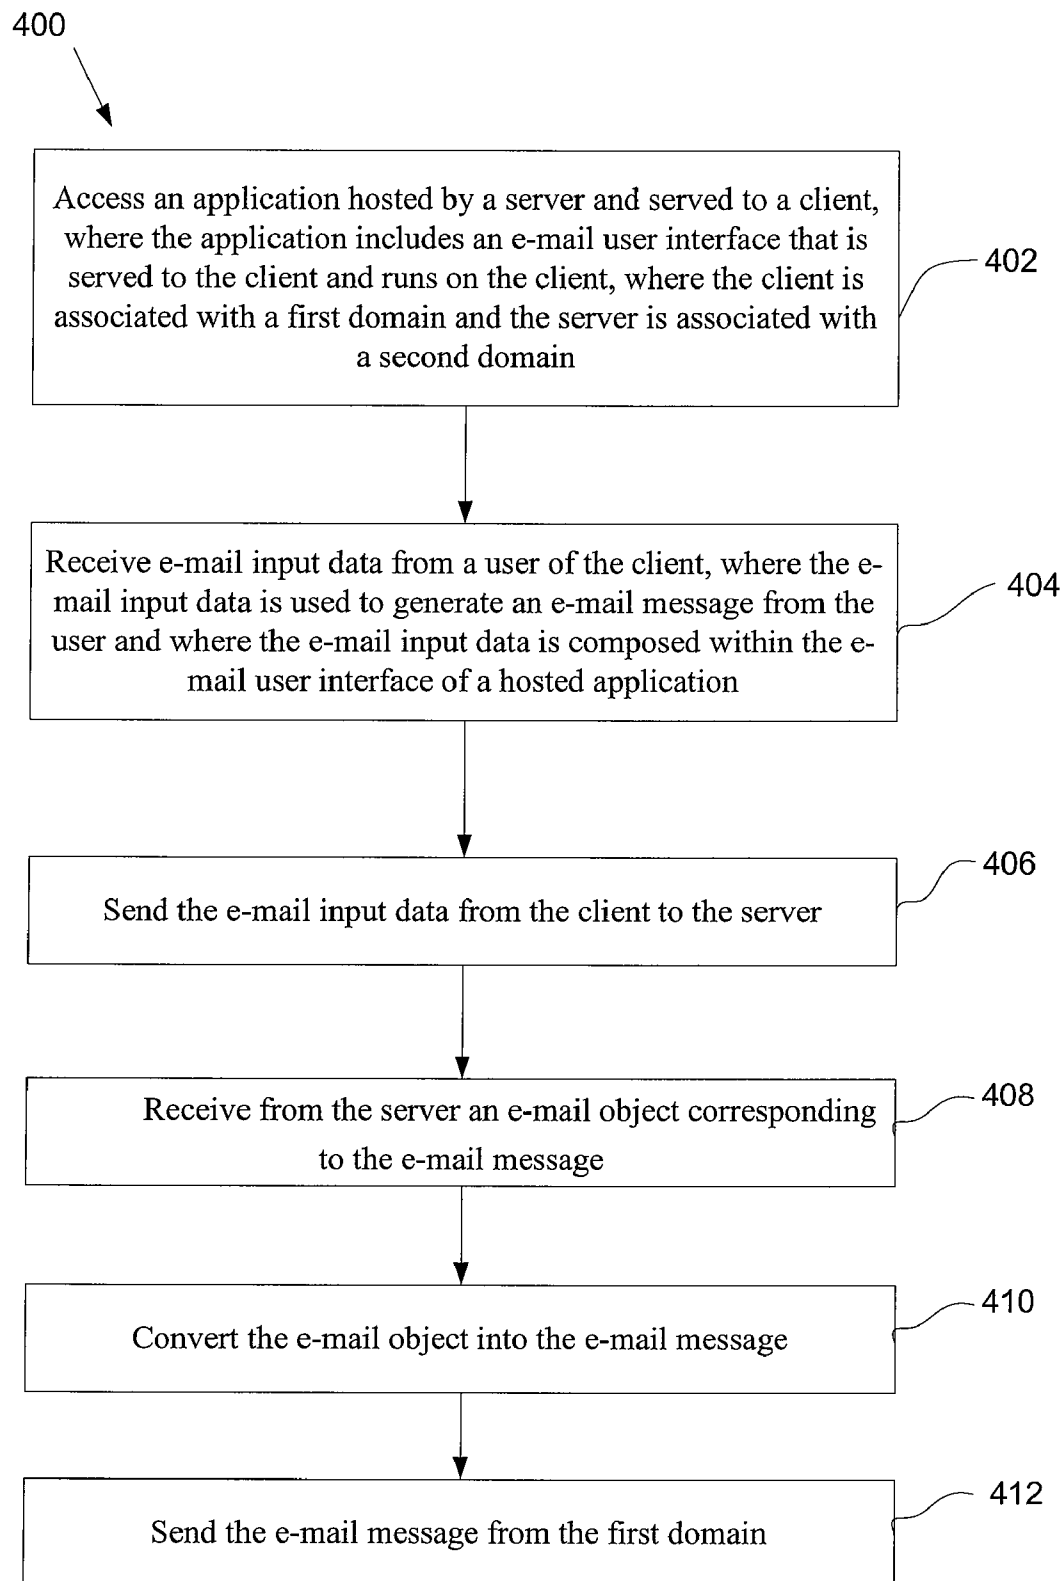 400
Access an application hosted by a server and served to a client,
where the application includes an e-mail user interface that is
served to the client and runs on the client, where the client is
associated with a first domain and the server is associated with
a second domain
402
Receive e-mail input data from a user of the client, where the e-
mail input data is used to generate an e-mail message from the
user and where the e-mail input data is composed within the e-
mail user interface of a hosted application
404
Send the e-mail input data from the client to the server
406
Receive from the server an e-mail object corresponding
to the e-mail message
408
Convert the e-mail object into the e-mail message
410
Send the e-mail message from the first domain
412